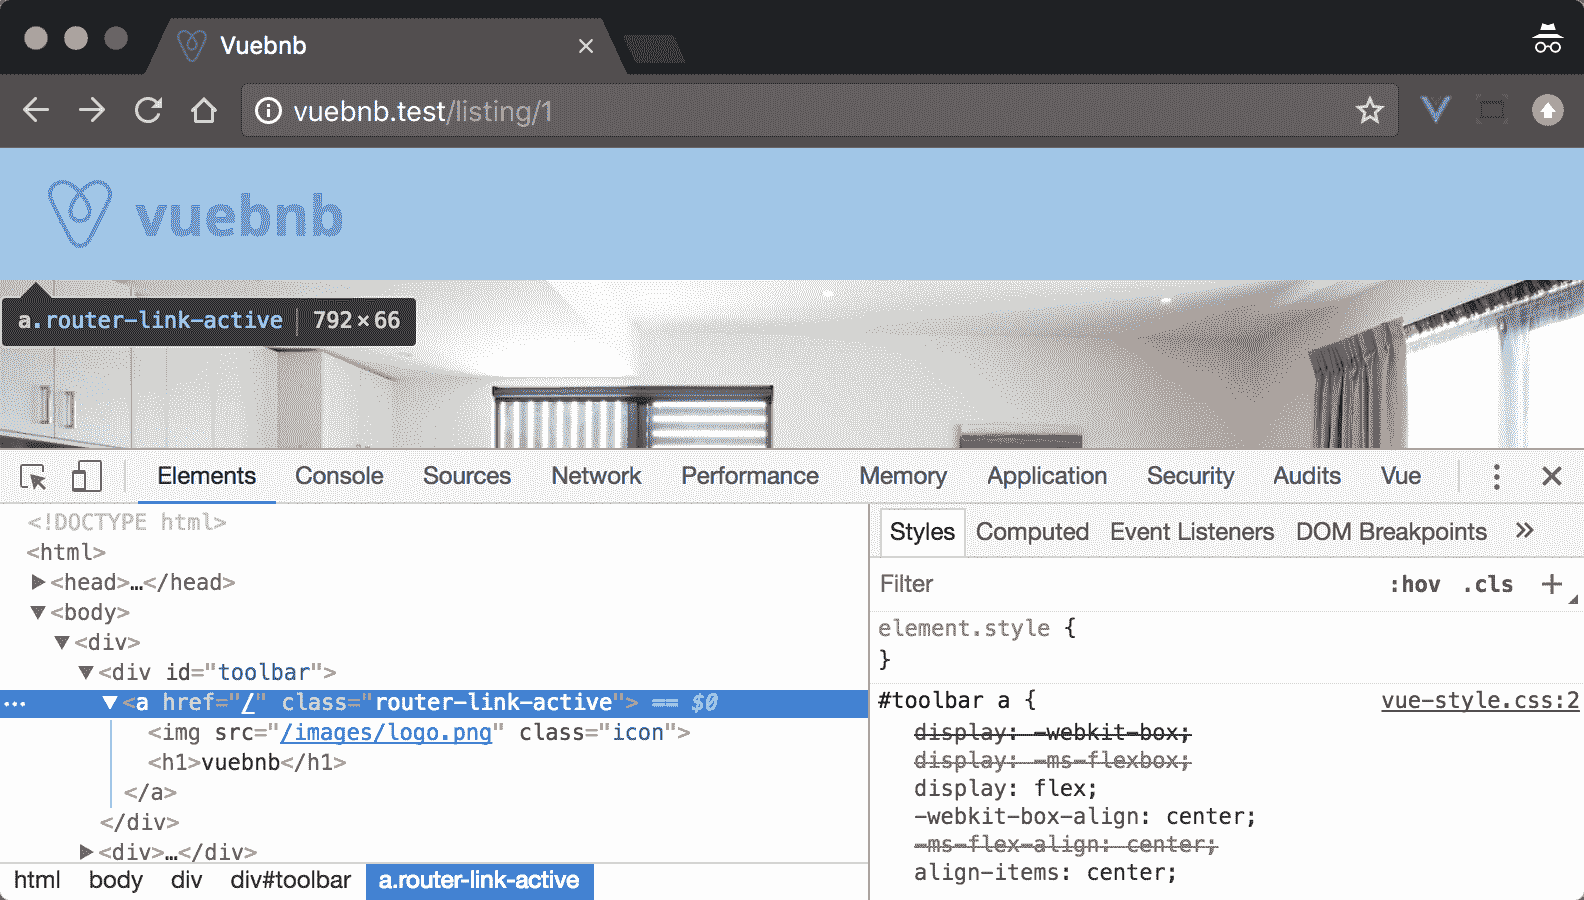 Vuebnb
vuebnb.test/listing/1
vuebnb
a.router-link-active 792×66
Elements Console Sources Network Performance Memory Application Security Audits Vue
<!DOCTYPE html>
<html>
<head>…</head>
<body>
<div>
<div id="toolbar">
<a href="/" class="router-link-active"> == $0
<img src="/images/logo.png" class="icon">
<h1>vuebnb</h1>
</a>
</div>
<div>…</div>
html body div div#toolbar a.router-link-active
Styles Computed Event Listeners DOM Breakpoints »
Filter :hov .cls +
element.style {
}
#toolbar a { vue-style.css:2
display: -webkit-box;
display: -ms-flexbox;
display: flex;
-webkit-box-align: center;
-ms-flex-align: center;
align-items: center;